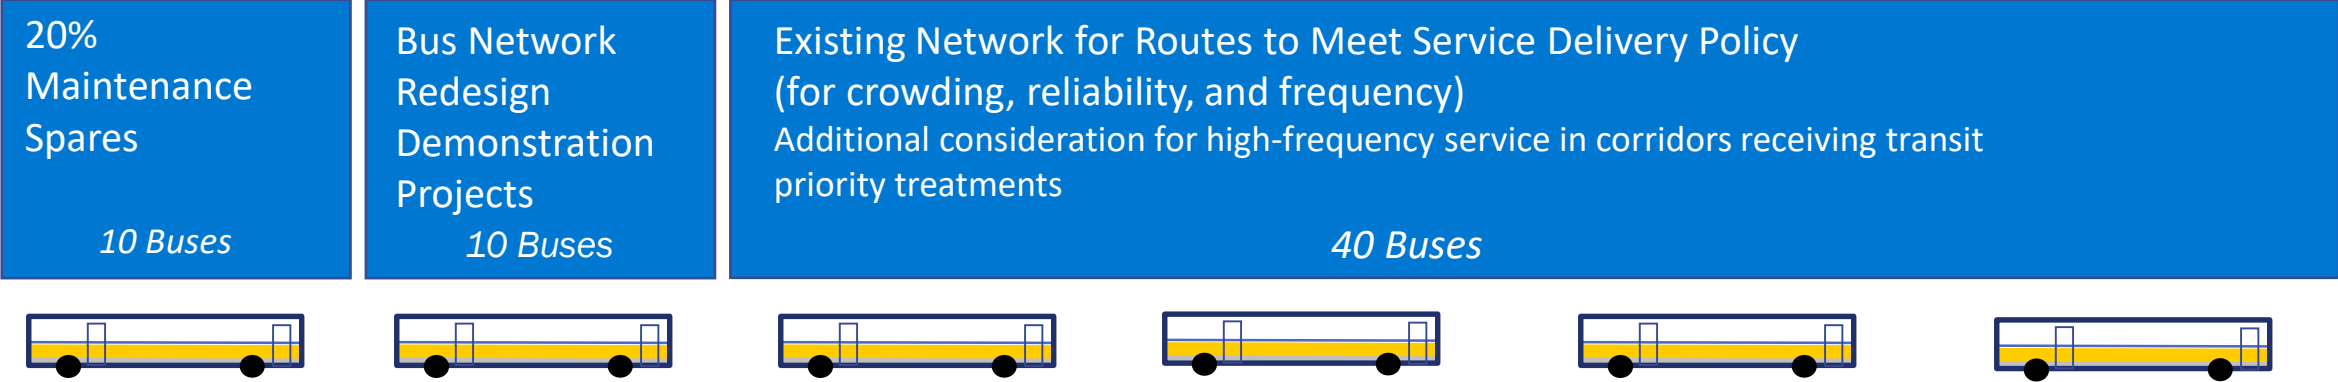 20%
Maintenance
Spares
10 Buses
Bus Network
Redesign
Demonstration
Projects
10 Buses
Existing Network for Routes to Meet Service Delivery Policy
(for crowding, reliability, and frequency)
Additional consideration for high-frequency service in corridors receiving transit
priority treatments
40 Buses